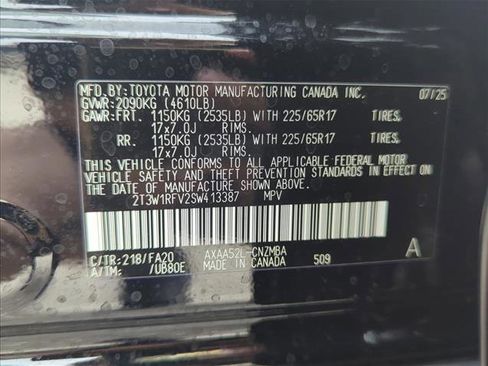 MFD.BY:TOYOTA MOTOR MANUFACTURING CANADA INC. 07/25
GVWR:2090KG (4610LB)
GAWR:FRT. 1150KG (2535LB) WITH 225/65R17 TIRES.
17x7.0J RIMS.
RR. 1150KG (2535LB) WITH 225/65R17 TIRES.
17x7.0J RIMS.
THIS VEHICLE CONFORMS TO ALL APPLICABLE FEDERAL MOTOR
VEHICLE SAFETY AND THEFT PREVENTION STANDARDS IN EFFECT ON
THE DATE OF MANUFACTURE SHOWN ABOVE.
2T3W1RFV2SW413387 MPV
C/TR:218/FA20 AXAA52L-CNZMBA A
A/TM: /UB80E MADE IN CANADA 509